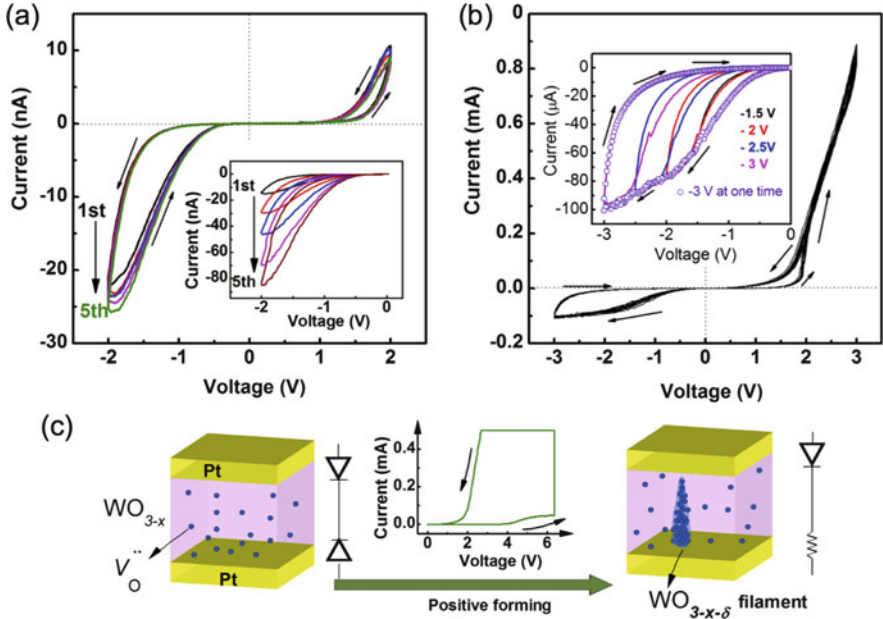 (a)
10
0
-10
-20
-30
Current (nA)
-2
-1
0
1
2
Voltage (V)
1st
5th
0
-20
-40
-60
-80
Current (nA)
1st
5th
-2
-1
0
Voltage (V)
(b)
1.0
0.8
0.6
0.4
0.2
0.0
-0.2
Current (mA)
-3
-2
-1
0
1
2
3
Voltage (V)
0
-20
-40
-60
-80
-100
Current (μA)
-1.5 V
- 2 V
- 2.5V
- 3 V
-3 V at one time
-3
-2
-1
0
Voltage (V)
(c)
Pt
WO3-x
V̈O
Pt
0.4
0.2
0.0
Current (mA)
0
2
4
6
Voltage (V)
Positive forming
Pt
WO3-x-δ filament